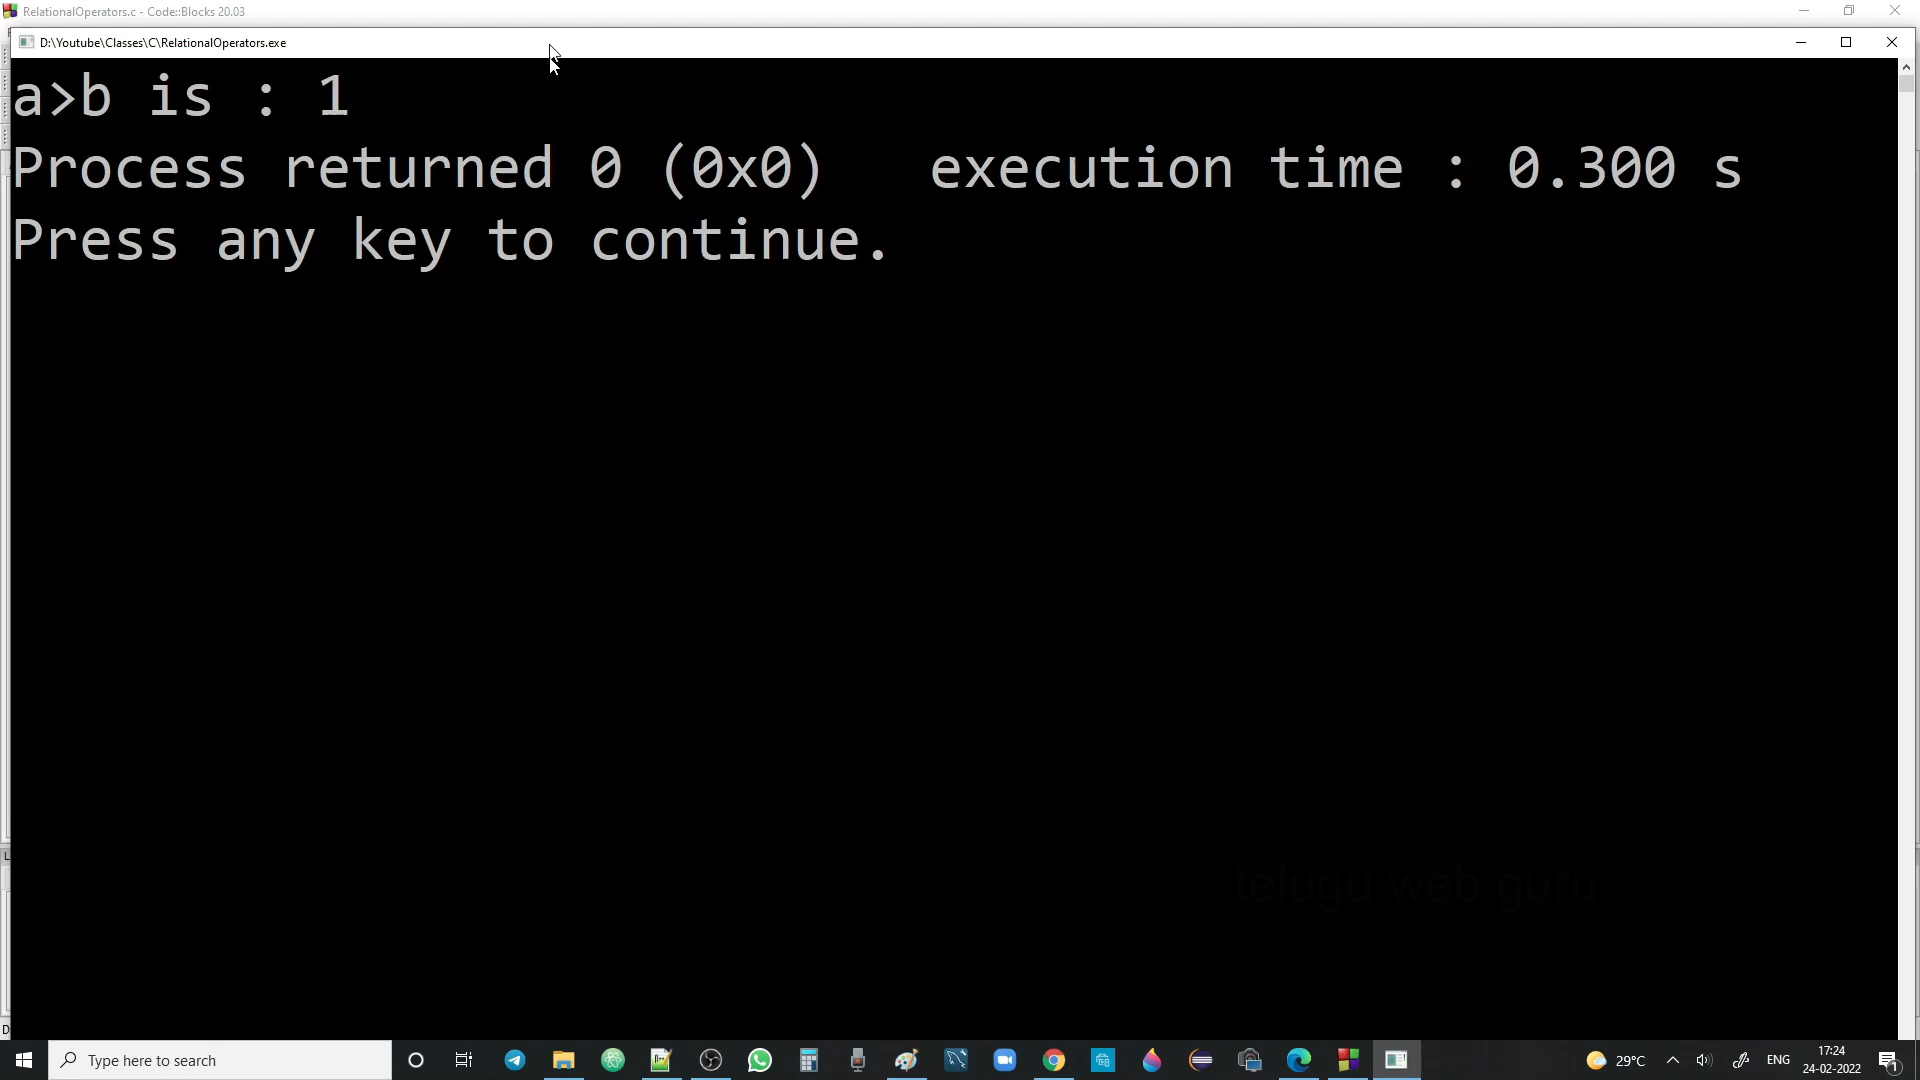 RelationalOperators.c - Code::Blocks 20.03
D:\Youtube\Classes\C\RelationalOperators.exe
a>b is : 1
Process returned 0 (0x0)   execution time : 0.300 s
Press any key to continue.
telugu web guru
Type here to search
29°C
ENG
17:24
24-02-2022
1